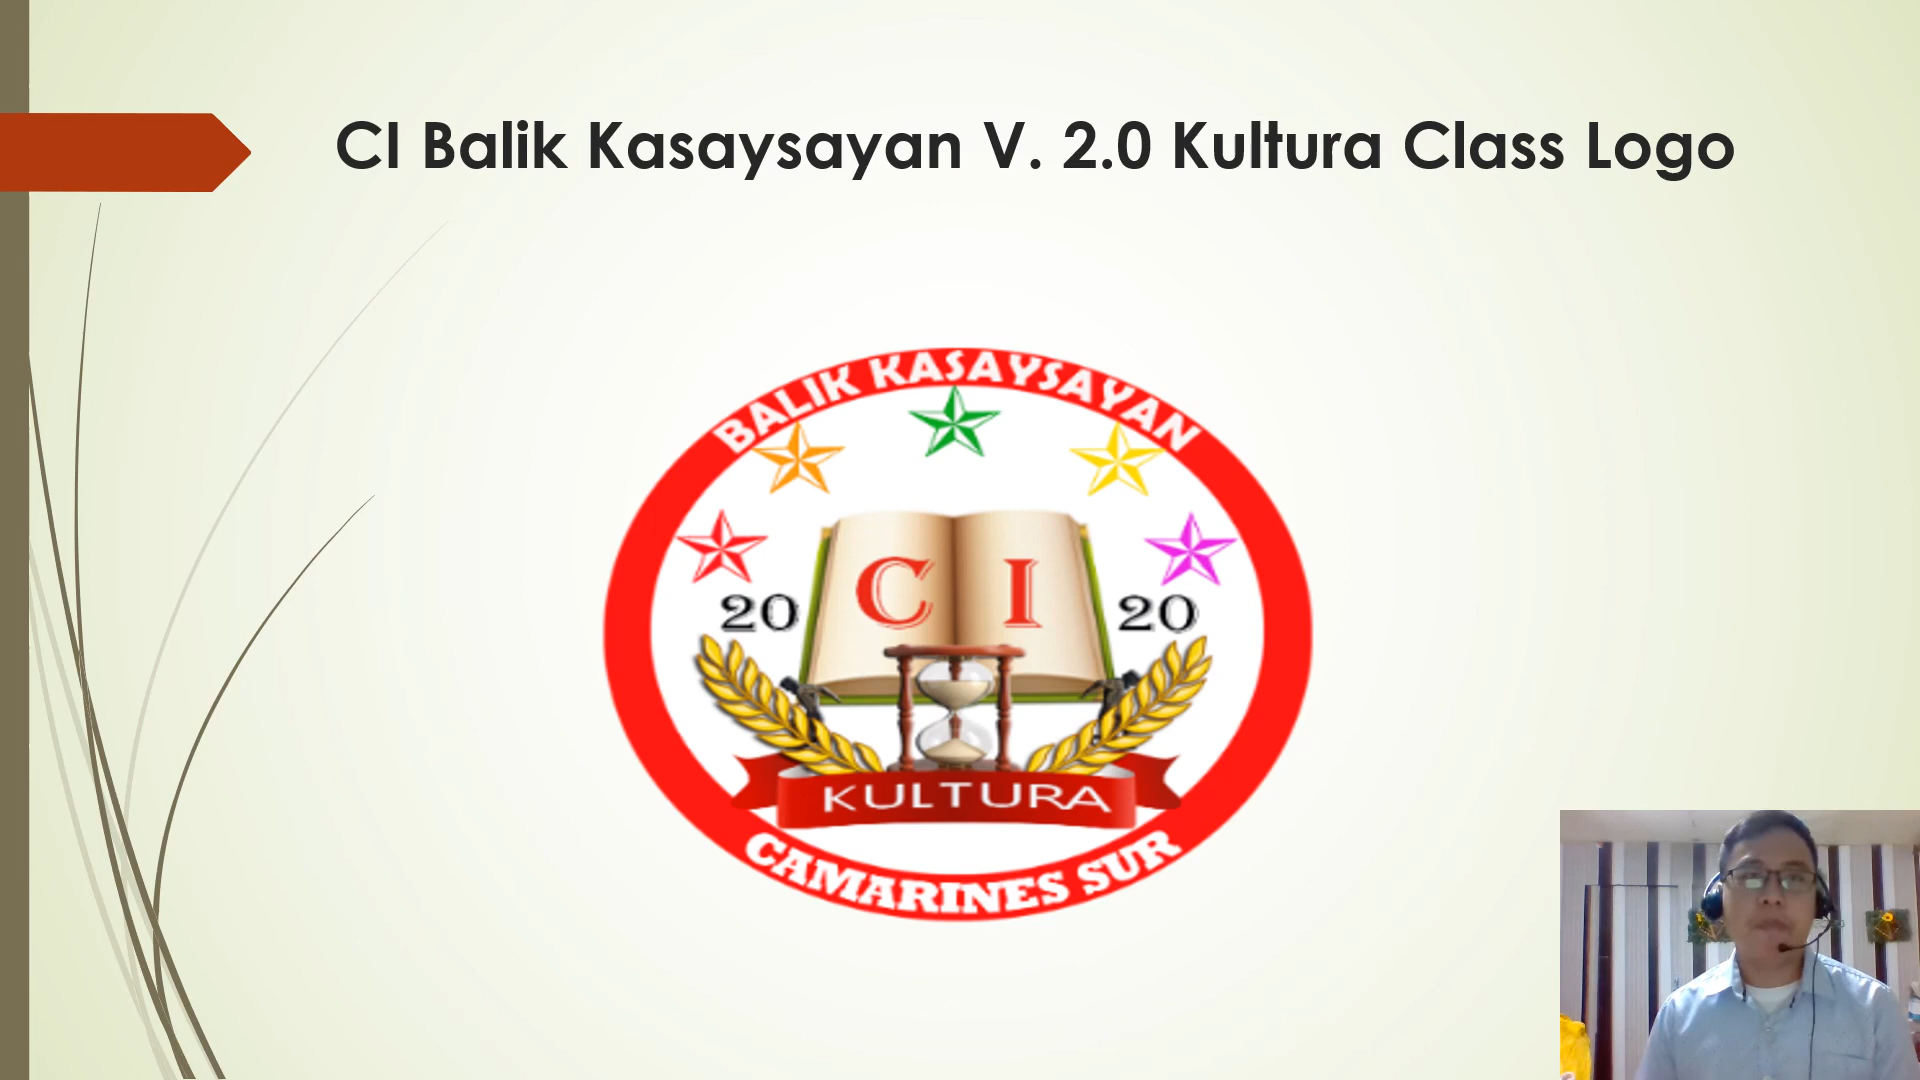 CI Balik Kasaysayan V. 2.0 Kultura Class Logo
BALIK KASAYSAYAN
C I
20 20
KULTURA
CAMARINES SUR